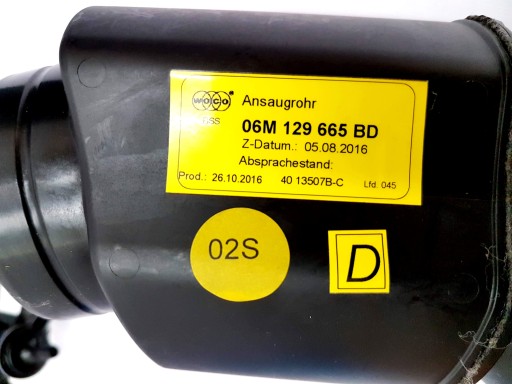 WOCO
Ansaugrohr
06M 129 665 BD
Z-Datum.: 05.08.2016
Absprachestand:
Prod.: 26.10.2016 40 13507B-C Lfd. 045
02S
D